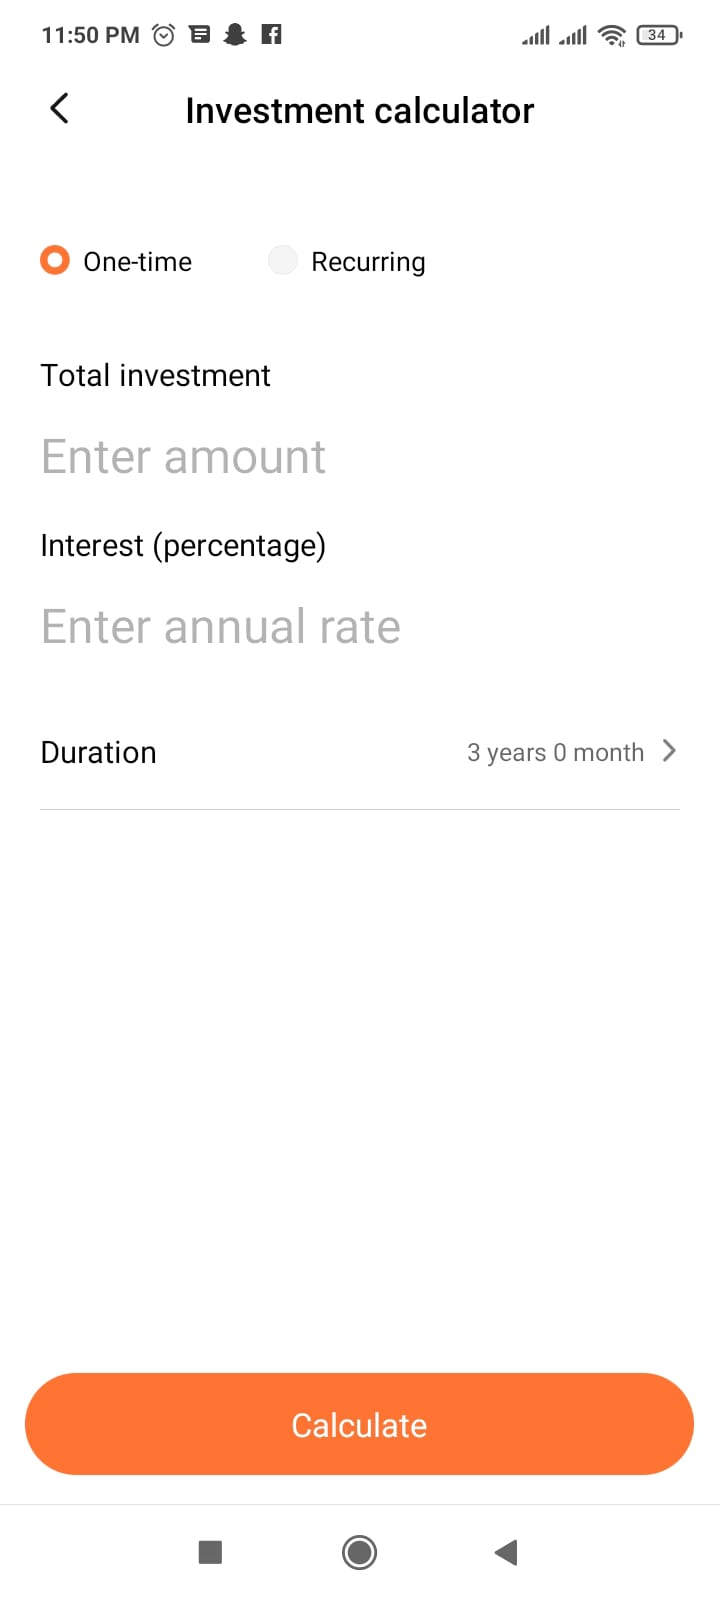 11:50 PM 34
Investment calculator
One-time Recurring
Total investment
Enter amount
Interest (percentage)
Enter annual rate
Duration 3 years 0 month
Calculate